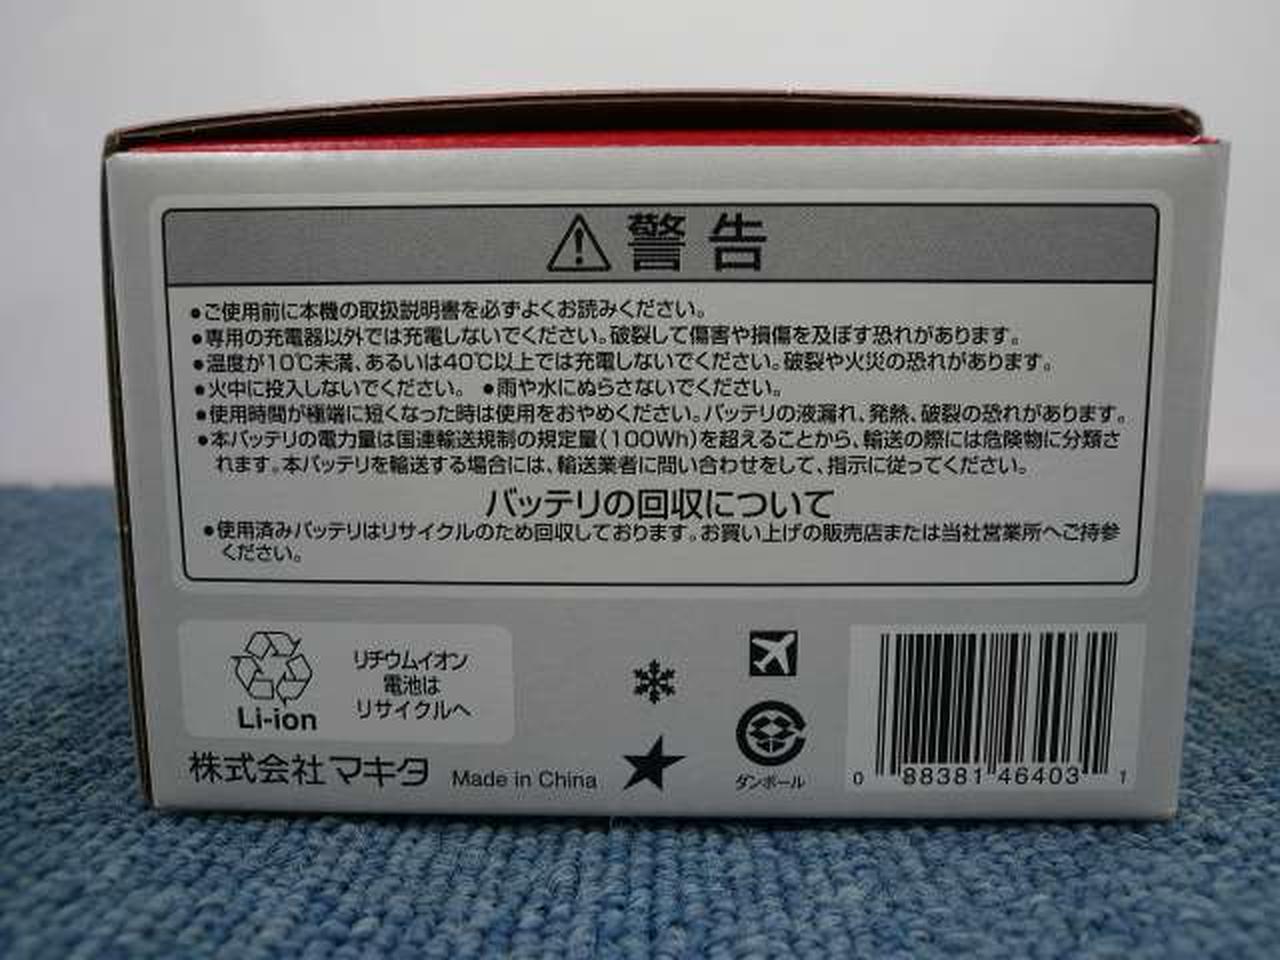 警告
●ご使用前に本機の取扱説明書を必ずよくお読みください。
●専用の充電器以外では充電しないでください。破裂して傷害や損傷を及ぼす恐れがあります。
●温度が10℃未満、あるいは40℃以上では充電しないでください。破裂や火災の恐れがあります。
●火中に投入しないでください。 ●雨や水にぬらさないでください。
●使用時間が極端に短くなった時は使用をおやめください。バッテリの液漏れ、発熱、破裂の恐れがあります。
●本バッテリの電力量は国連輸送規制の規定量(100Wh)を超えることから、輸送の際には危険物に分類さ
れます。本バッテリを輸送する場合には、輸送業者に問い合わせをして、指示に従ってください。
バッテリの回収について
●使用済みバッテリはリサイクルのため回収しております。お買い上げの販売店または当社営業所へご持参
ください。
リチウムイオン
電池は
リサイクルへ
Li-ion
株式会社マキタ Made in China
ダンボール
0 88381 46403 1